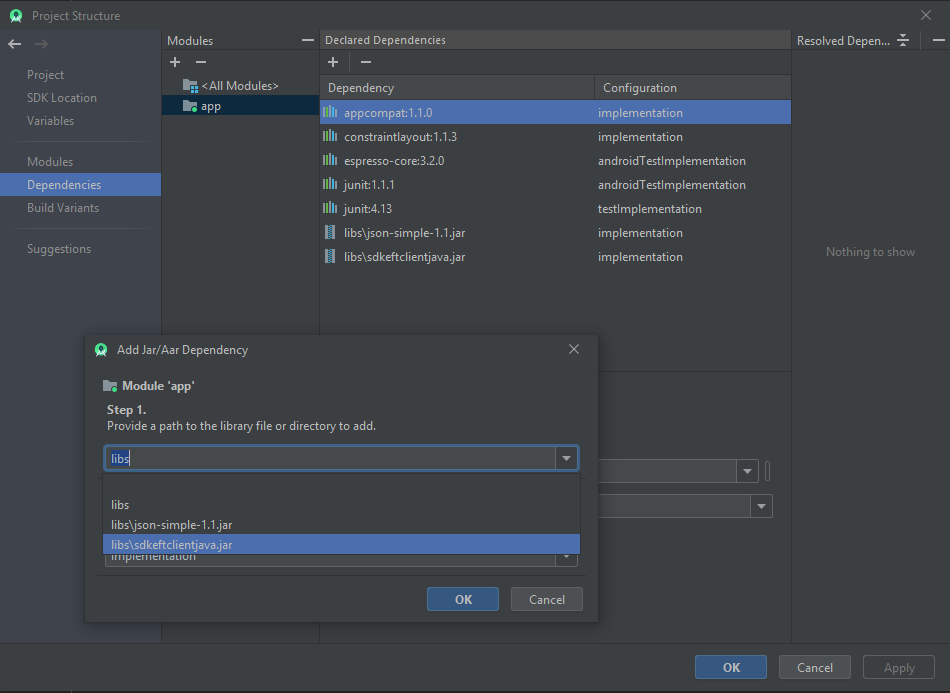 Project Structure
Project
SDK Location
Variables
Modules
Dependencies
Build Variants
Suggestions
Modules
<All Modules>
app
Declared Dependencies
Dependency Configuration
appcompat:1.1.0 implementation
constraintlayout:1.1.3 implementation
espresso-core:3.2.0 androidTestImplementation
junit:1.1.1 androidTestImplementation
junit:4.13 testImplementation
libs\json-simple-1.1.jar implementation
libs\sdkeftclientjava.jar implementation
Resolved Depen...
Nothing to show
Add Jar/Aar Dependency
Module 'app'
Step 1.
Provide a path to the library file or directory to add.
libs
libs
libs\json-simple-1.1.jar
libs\sdkeftclientjava.jar
implementation
OK Cancel
OK Cancel Apply